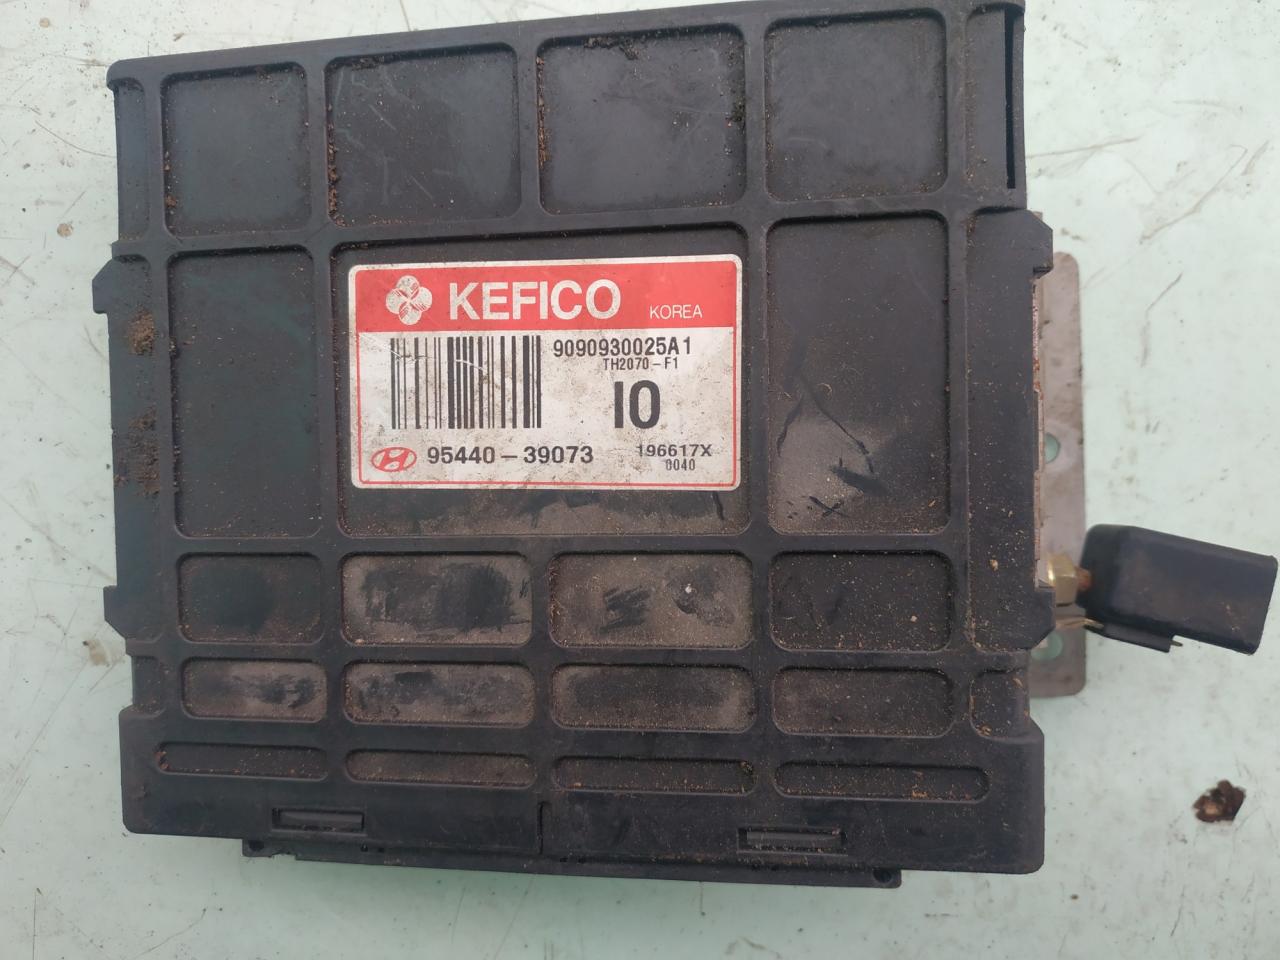 KEFICO KOREA
9090930025A1
TH2070-F1
IO
95440-39073 196617X
0040